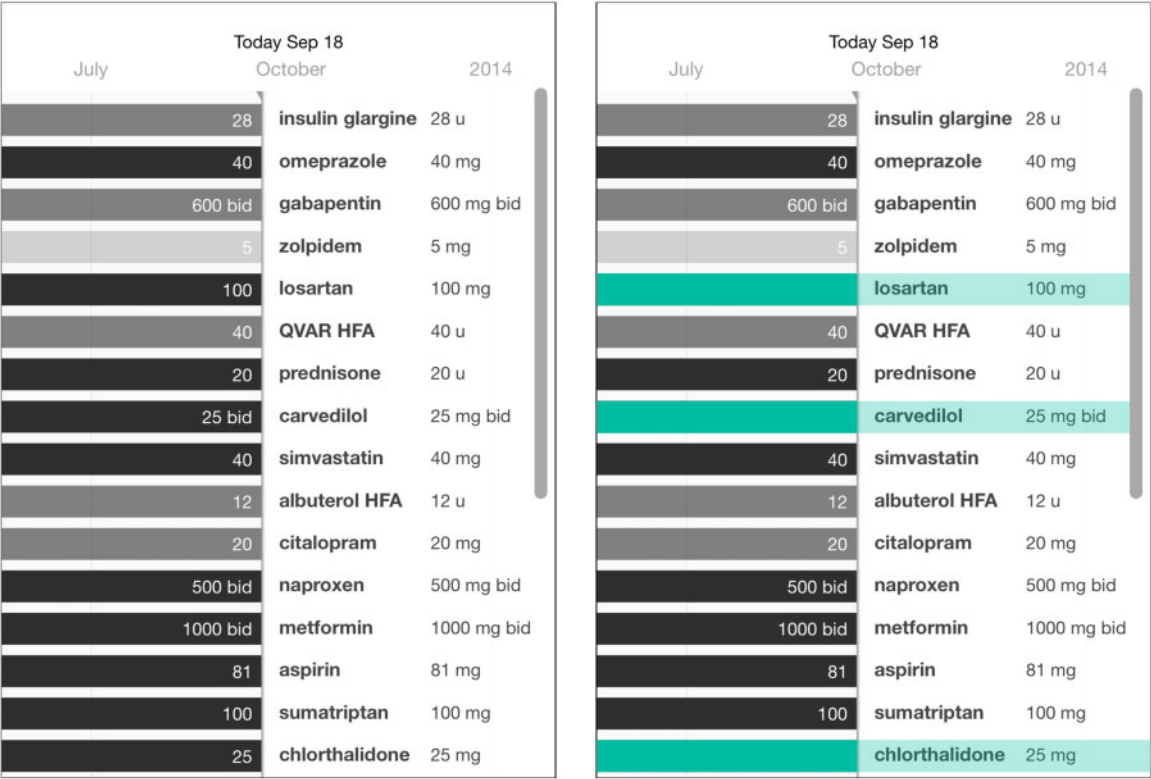 Today Sep 18
July October 2014
28 insulin glargine 28 u
40 omeprazole 40 mg
600 bid gabapentin 600 mg bid
5 zolpidem 5 mg
100 losartan 100 mg
40 QVAR HFA 40 u
20 prednisone 20 u
25 bid carvedilol 25 mg bid
40 simvastatin 40 mg
12 albuterol HFA 12 u
20 citalopram 20 mg
500 bid naproxen 500 mg bid
1000 bid metformin 1000 mg bid
81 aspirin 81 mg
100 sumatriptan 100 mg
25 chlorthalidone 25 mg
Today Sep 18
July October 2014
28 insulin glargine 28 u
40 omeprazole 40 mg
600 bid gabapentin 600 mg bid
5 zolpidem 5 mg
losartan 100 mg
40 QVAR HFA 40 u
20 prednisone 20 u
carvedilol 25 mg bid
40 simvastatin 40 mg
12 albuterol HFA 12 u
20 citalopram 20 mg
500 bid naproxen 500 mg bid
1000 bid metformin 1000 mg bid
81 aspirin 81 mg
100 sumatriptan 100 mg
chlorthalidone 25 mg